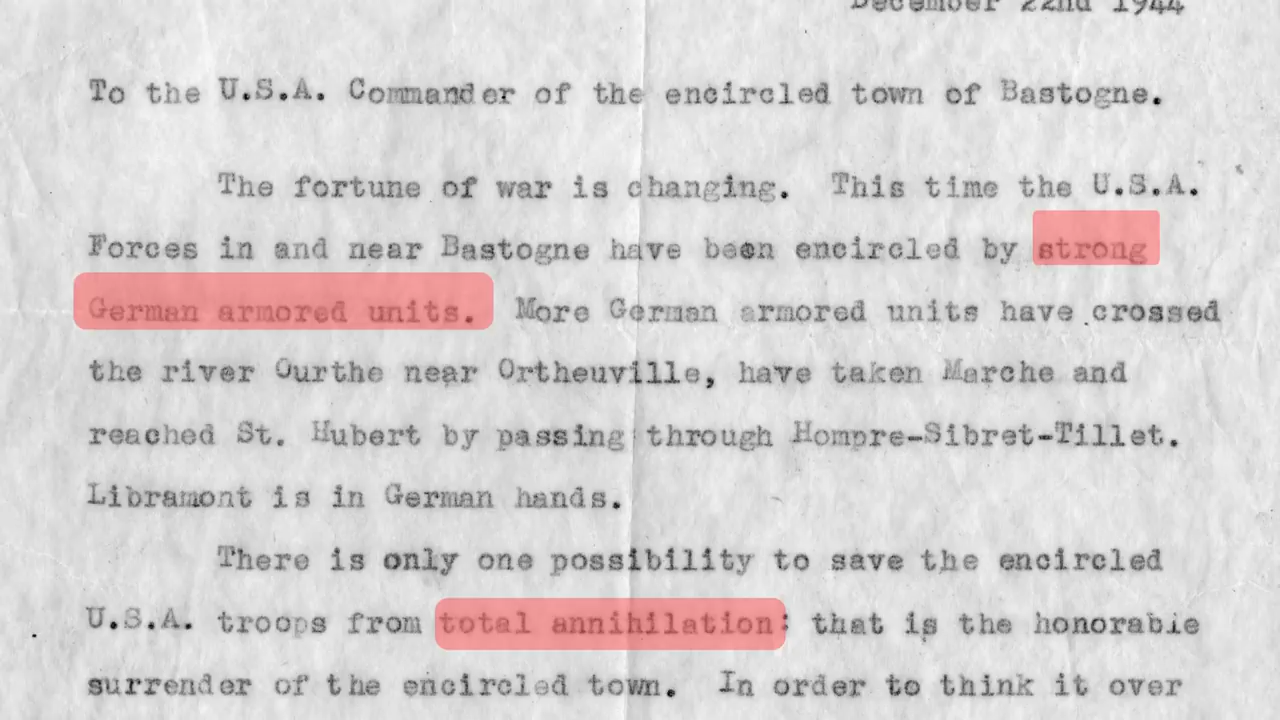 December 22nd 1944
To the U.S.A. Commander of the encircled town of Bastogne.
The fortune of war is changing. This time the U.S.A.
Forces in and near Bastogne have been encircled by strong
German armored units. More German armored units have crossed
the river Ourthe near Ortheuville, have taken Marche and
reached St. Hubert by passing through Hompre-Sibret-Tillet.
Libramont is in German hands.
There is only one possibility to save the encircled
U.S.A. troops from total annihilation: that is the honorable
surrender of the encircled town. In order to think it over